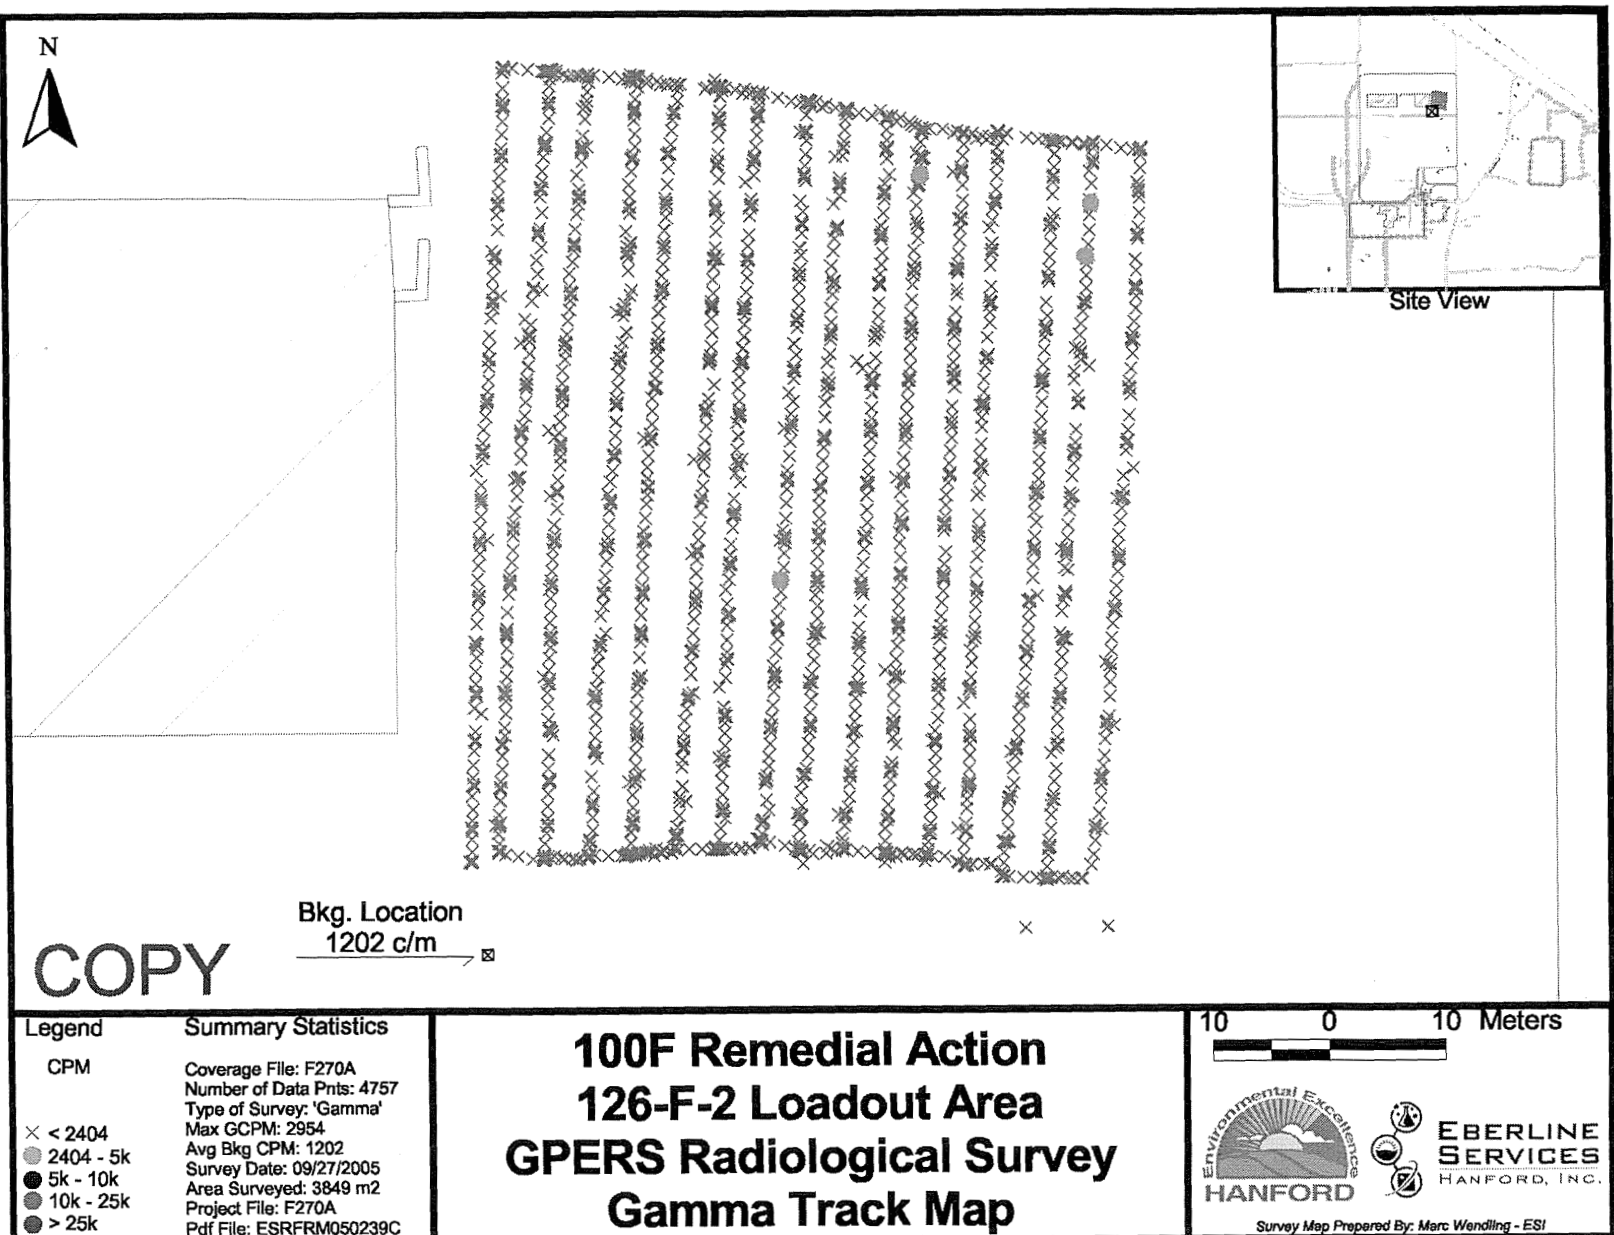 N
Site View
Bkg. Location
1202 c/m
COPY
Legend
CPM
< 2404
2404 - 5k
5k - 10k
10k - 25k
> 25k
Summary Statistics
Coverage File: F270A
Number of Data Pnts: 4757
Type of Survey: 'Gamma'
Max GCPM: 2954
Avg Bkg CPM: 1202
Survey Date: 09/27/2005
Area Surveyed: 3849 m2
Project File: F270A
Pdf File: ESRFRM050239C
100F Remedial Action
126-F-2 Loadout Area
GPERS Radiological Survey
Gamma Track Map
10 0 10 Meters
Environmental Excellence
HANFORD
EBERLINE
SERVICES
HANFORD, INC.
Survey Map Prepared By: Marc Wendling - ESI